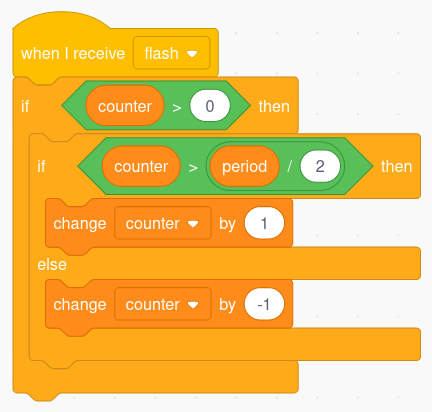 when I receive flash
if counter > 0 then
if counter > period / 2 then
change counter by 1
else
change counter by -1